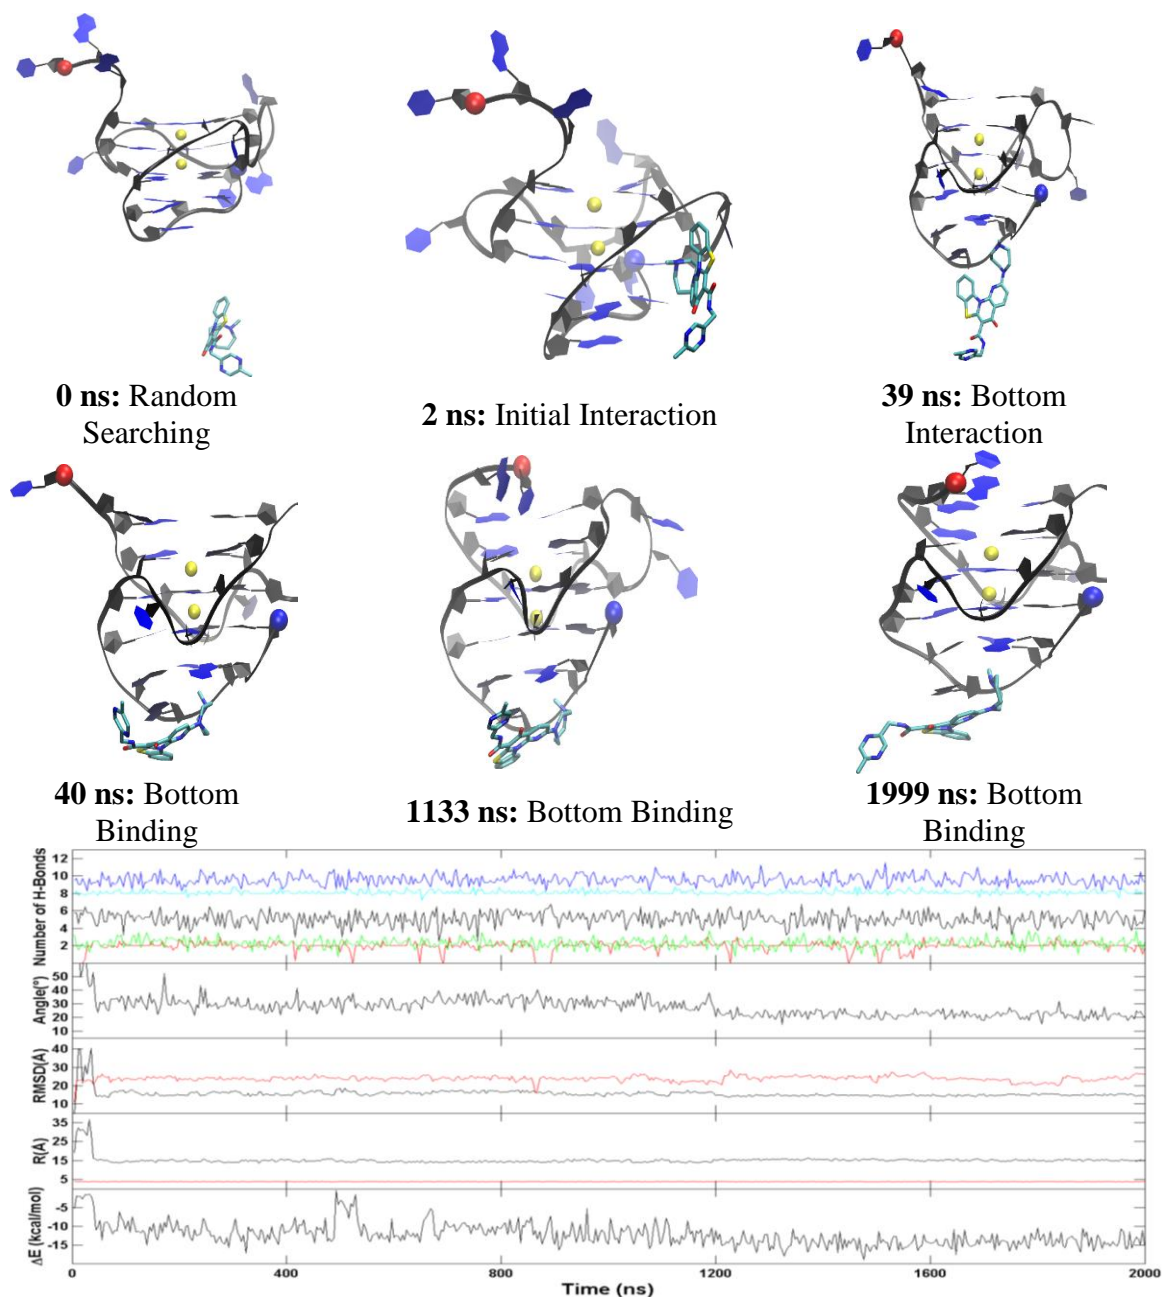 0 ns: Random
Searching
2 ns: Initial Interaction
39 ns: Bottom
Interaction
40 ns: Bottom
Binding
1133 ns: Bottom Binding
1999 ns: Bottom
Binding
Number of H-Bonds
12
10
8
6
4
2
Angle(º)
50
40
30
20
10
RMSD(A)
40
30
20
10
R(A)
35
25
15
5
ΔE (kcal/mol)
-5
-10
-15
0 400 800 1200 1600 2000
Time (ns)